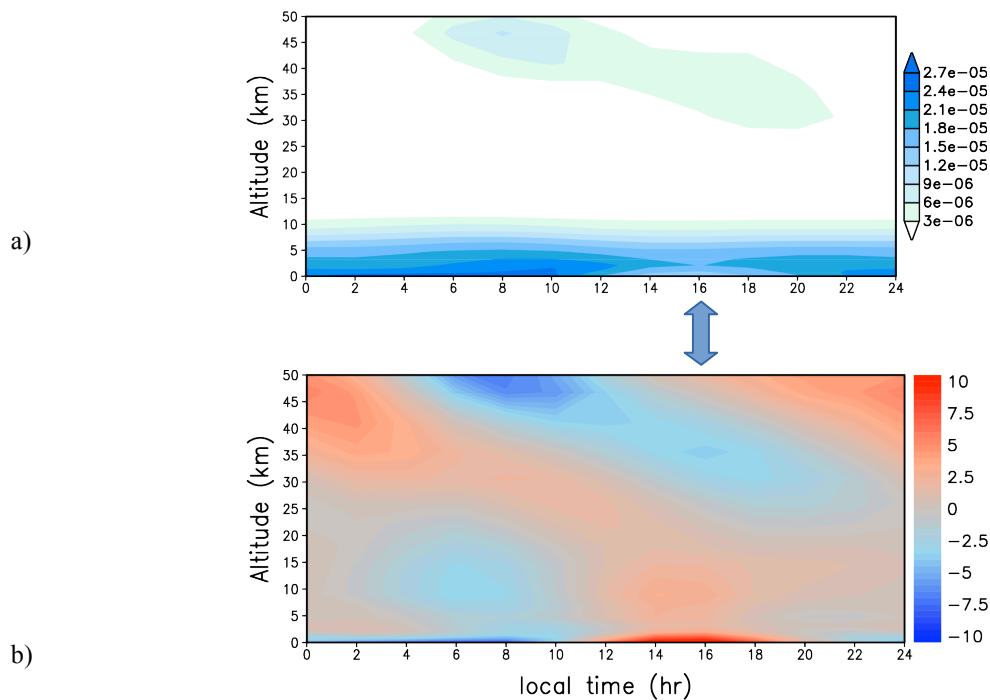 a)
Altitude (km)
50
45
40
35
30
25
20
15
10
5
0
0 2 4 6 8 10 12 14 16 18 20 22 24
2.7e−05
2.4e−05
2.1e−05
1.8e−05
1.5e−05
1.2e−05
9e−06
6e−06
3e−06
b)
Altitude (km)
50
45
40
35
30
25
20
15
10
5
0
0 2 4 6 8 10 12 14 16 18 20 22 24
local time (hr)
10
7.5
5
2.5
0
−2.5
−5
−7.5
−10